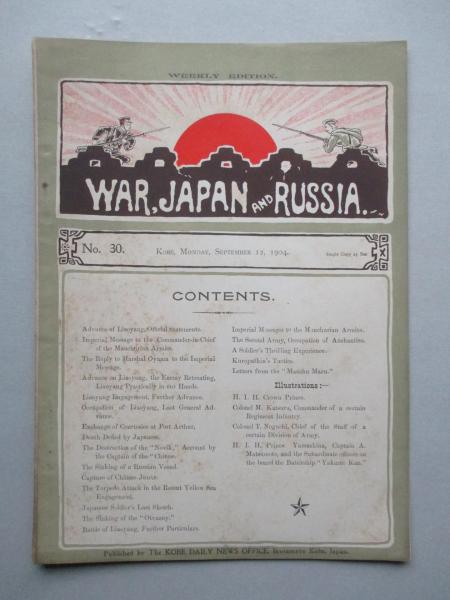 WEEKLY EDITION.
WAR, JAPAN AND RUSSIA.
No. 30.
KOBE, MONDAY, SEPTEMBER 12, 1904.
Single Copy 25 Sen
CONTENTS.
Advance of Liaoyang, Official Statements.
Imperial Message to the Commander-in-Chief
of the Manchurian Armies.
The Reply to Marshal Oyama to the Imperial
Message.
Advance on Liaoyang, the Enemy Retreating,
Liaoyang Practically in our Hands.
Liaoyang Engagement, Further Advance.
Occupation of Liaoyang, Last General Ad-
vance.
Exchange of Courtesies at Port Arthur.
Death Defied by Japanese.
The Destruction of the "Novik," Account by
the Captain of the "Chitose.
The Sinking of a Russian Vessel.
Capture of Chinese Junks.
The Torpedo Attack in the Recent Yellow Sea
Engagement.
Japanese Soldier's Last Sketch.
The Sinking of the
Battle of Liaoyang, Further Particulars.
Imperial Messages to the Manchurian Armies.
The Second Army, Occupation of
A Soldier's Thrilling Experience.
Kuropatkin's Tactics.
Letters from the "Manshu Maru."
Illustrations:—
H. I. H. Crown Prince.
Colonel M. Kamura, Commander of a certain
Regiment Infantry.
Colonel T. Noguchi, Chief of the Staff of a
certain Division of Army.
H. I. H. Prince Yamashina, Captain A.
Matsumoto, and the Subordinate officers on
the board the Battleship "Yakumo Kan."
Published by The KOBE DAILY NEWS OFFICE, Kobe, Japan.